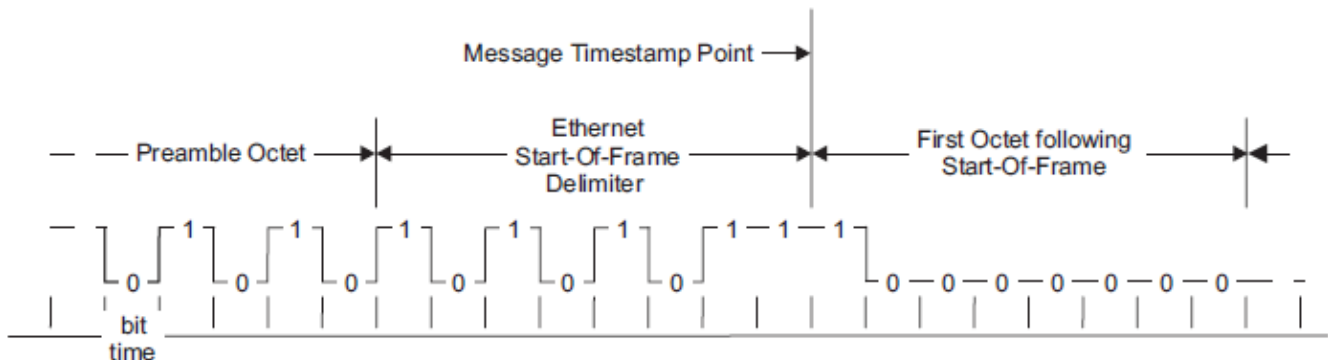 Message Timestamp Point
Preamble Octet
Ethernet
Start-Of-Frame
Delimiter
First Octet following
Start-Of-Frame
0 1 0 1 0 1 0 1 0 1 0 1 1 1 0 0 0 0 0 0 0
bit
time